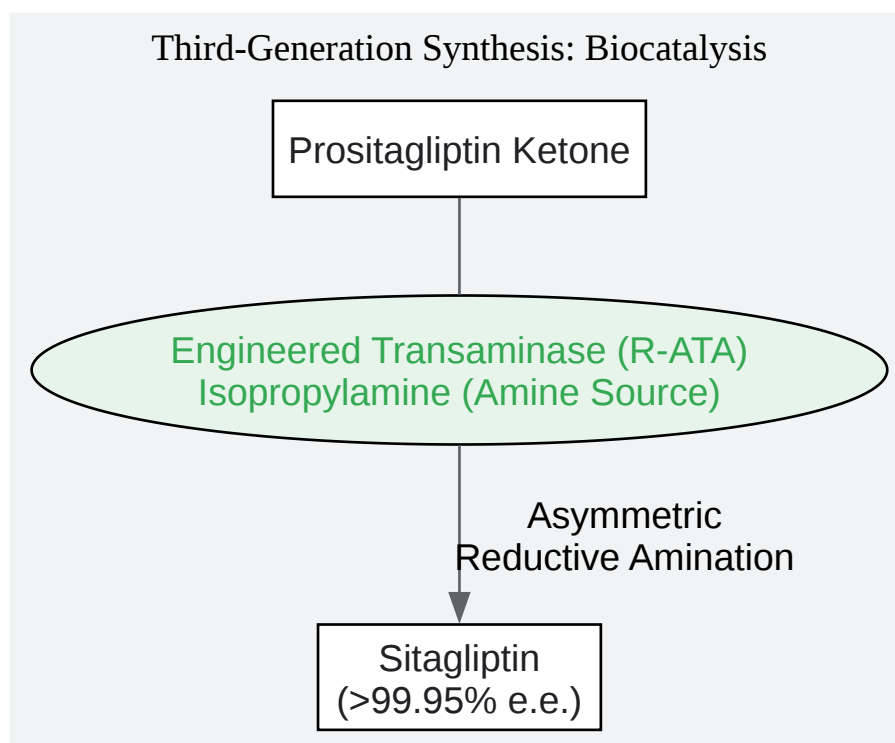 Third-Generation Synthesis: Biocatalysis
Prositagliptin Ketone
Engineered Transaminase (R-ATA)
Isopropylamine (Amine Source)
Asymmetric
Reductive Amination
Sitagliptin
(>99.95% e.e.)